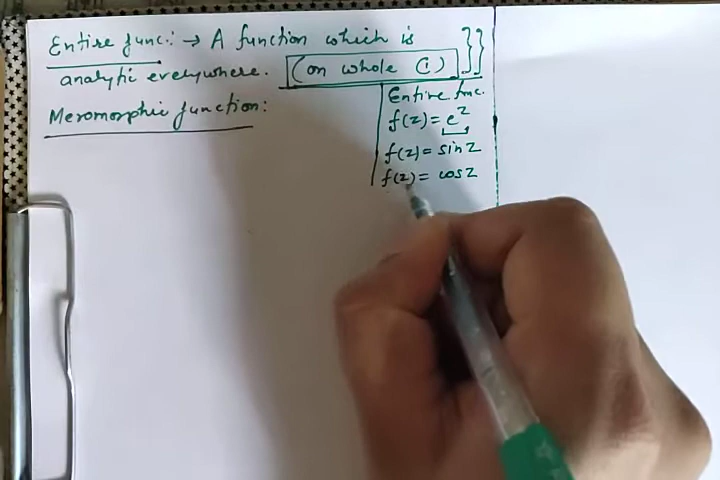 Entire func: → A function which is
analytic everywhere. (on whole ℂ)
Meromorphic function:
Entire func.
f(z) = e^z
f(z) = sin z
f(z) = cos z